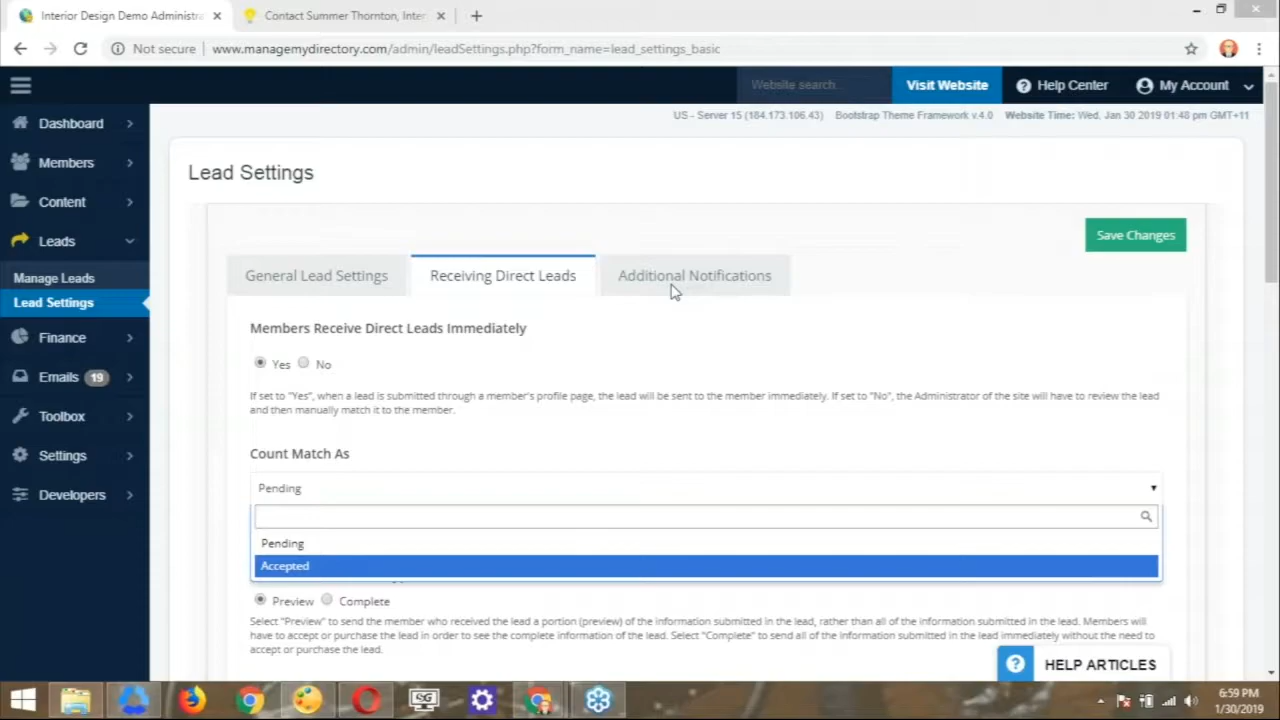 Interior Design Demo Administra
Contact Summer Thornton, Inter
Not secure
www.managemydirectory.com/admin/leadSettings.php?form_name=lead_settings_basic
Website search...
Visit Website
Help Center
My Account
US - Server 15 (184.173.106.43) Bootstrap Theme Framework v.4.0 Website Time: Wed, Jan 30 2019 01:48 pm GMT+11
Dashboard
Members
Content
Leads
Manage Leads
Lead Settings
Finance
Emails 19
Toolbox
Settings
Developers
Lead Settings
Save Changes
General Lead Settings
Receiving Direct Leads
Additional Notifications
Members Receive Direct Leads Immediately
Yes No
If set to "Yes", when a lead is submitted through a member's profile page, the lead will be sent to the member immediately. If set to "No", the Administrator of the site will have to review the lead
and then manually match it to the member.
Count Match As
Pending
Pending
Accepted
Preview Complete
Select "Preview" to send the member who received the lead a portion (preview) of the information submitted in the lead, rather than all of the information submitted in the lead. Members will
have to accept or purchase the lead in order to see the complete information of the lead. Select "Complete" to send all of the information submitted in the lead immediately without the need to
accept or purchase the lead.
HELP ARTICLES
SG
6:59 PM
1/30/2019